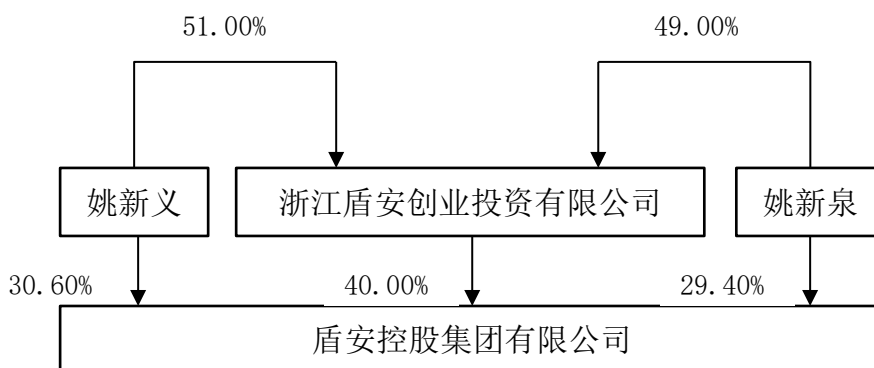 51.00%
49.00%
姚新义
浙江盾安创业投资有限公司
姚新泉
30.60%
40.00%
29.40%
盾安控股集团有限公司